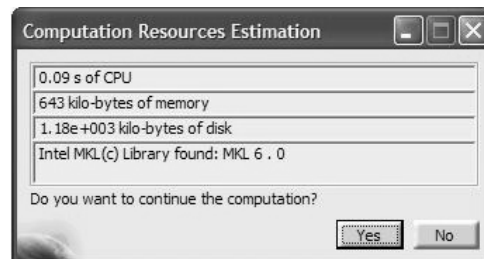 Computation Resources Estimation
0.09 s of CPU
643 kilo-bytes of memory
1.18e+003 kilo-bytes of disk
Intel MKL(c) Library found: MKL 6 . 0
Do you want to continue the computation?
Yes No